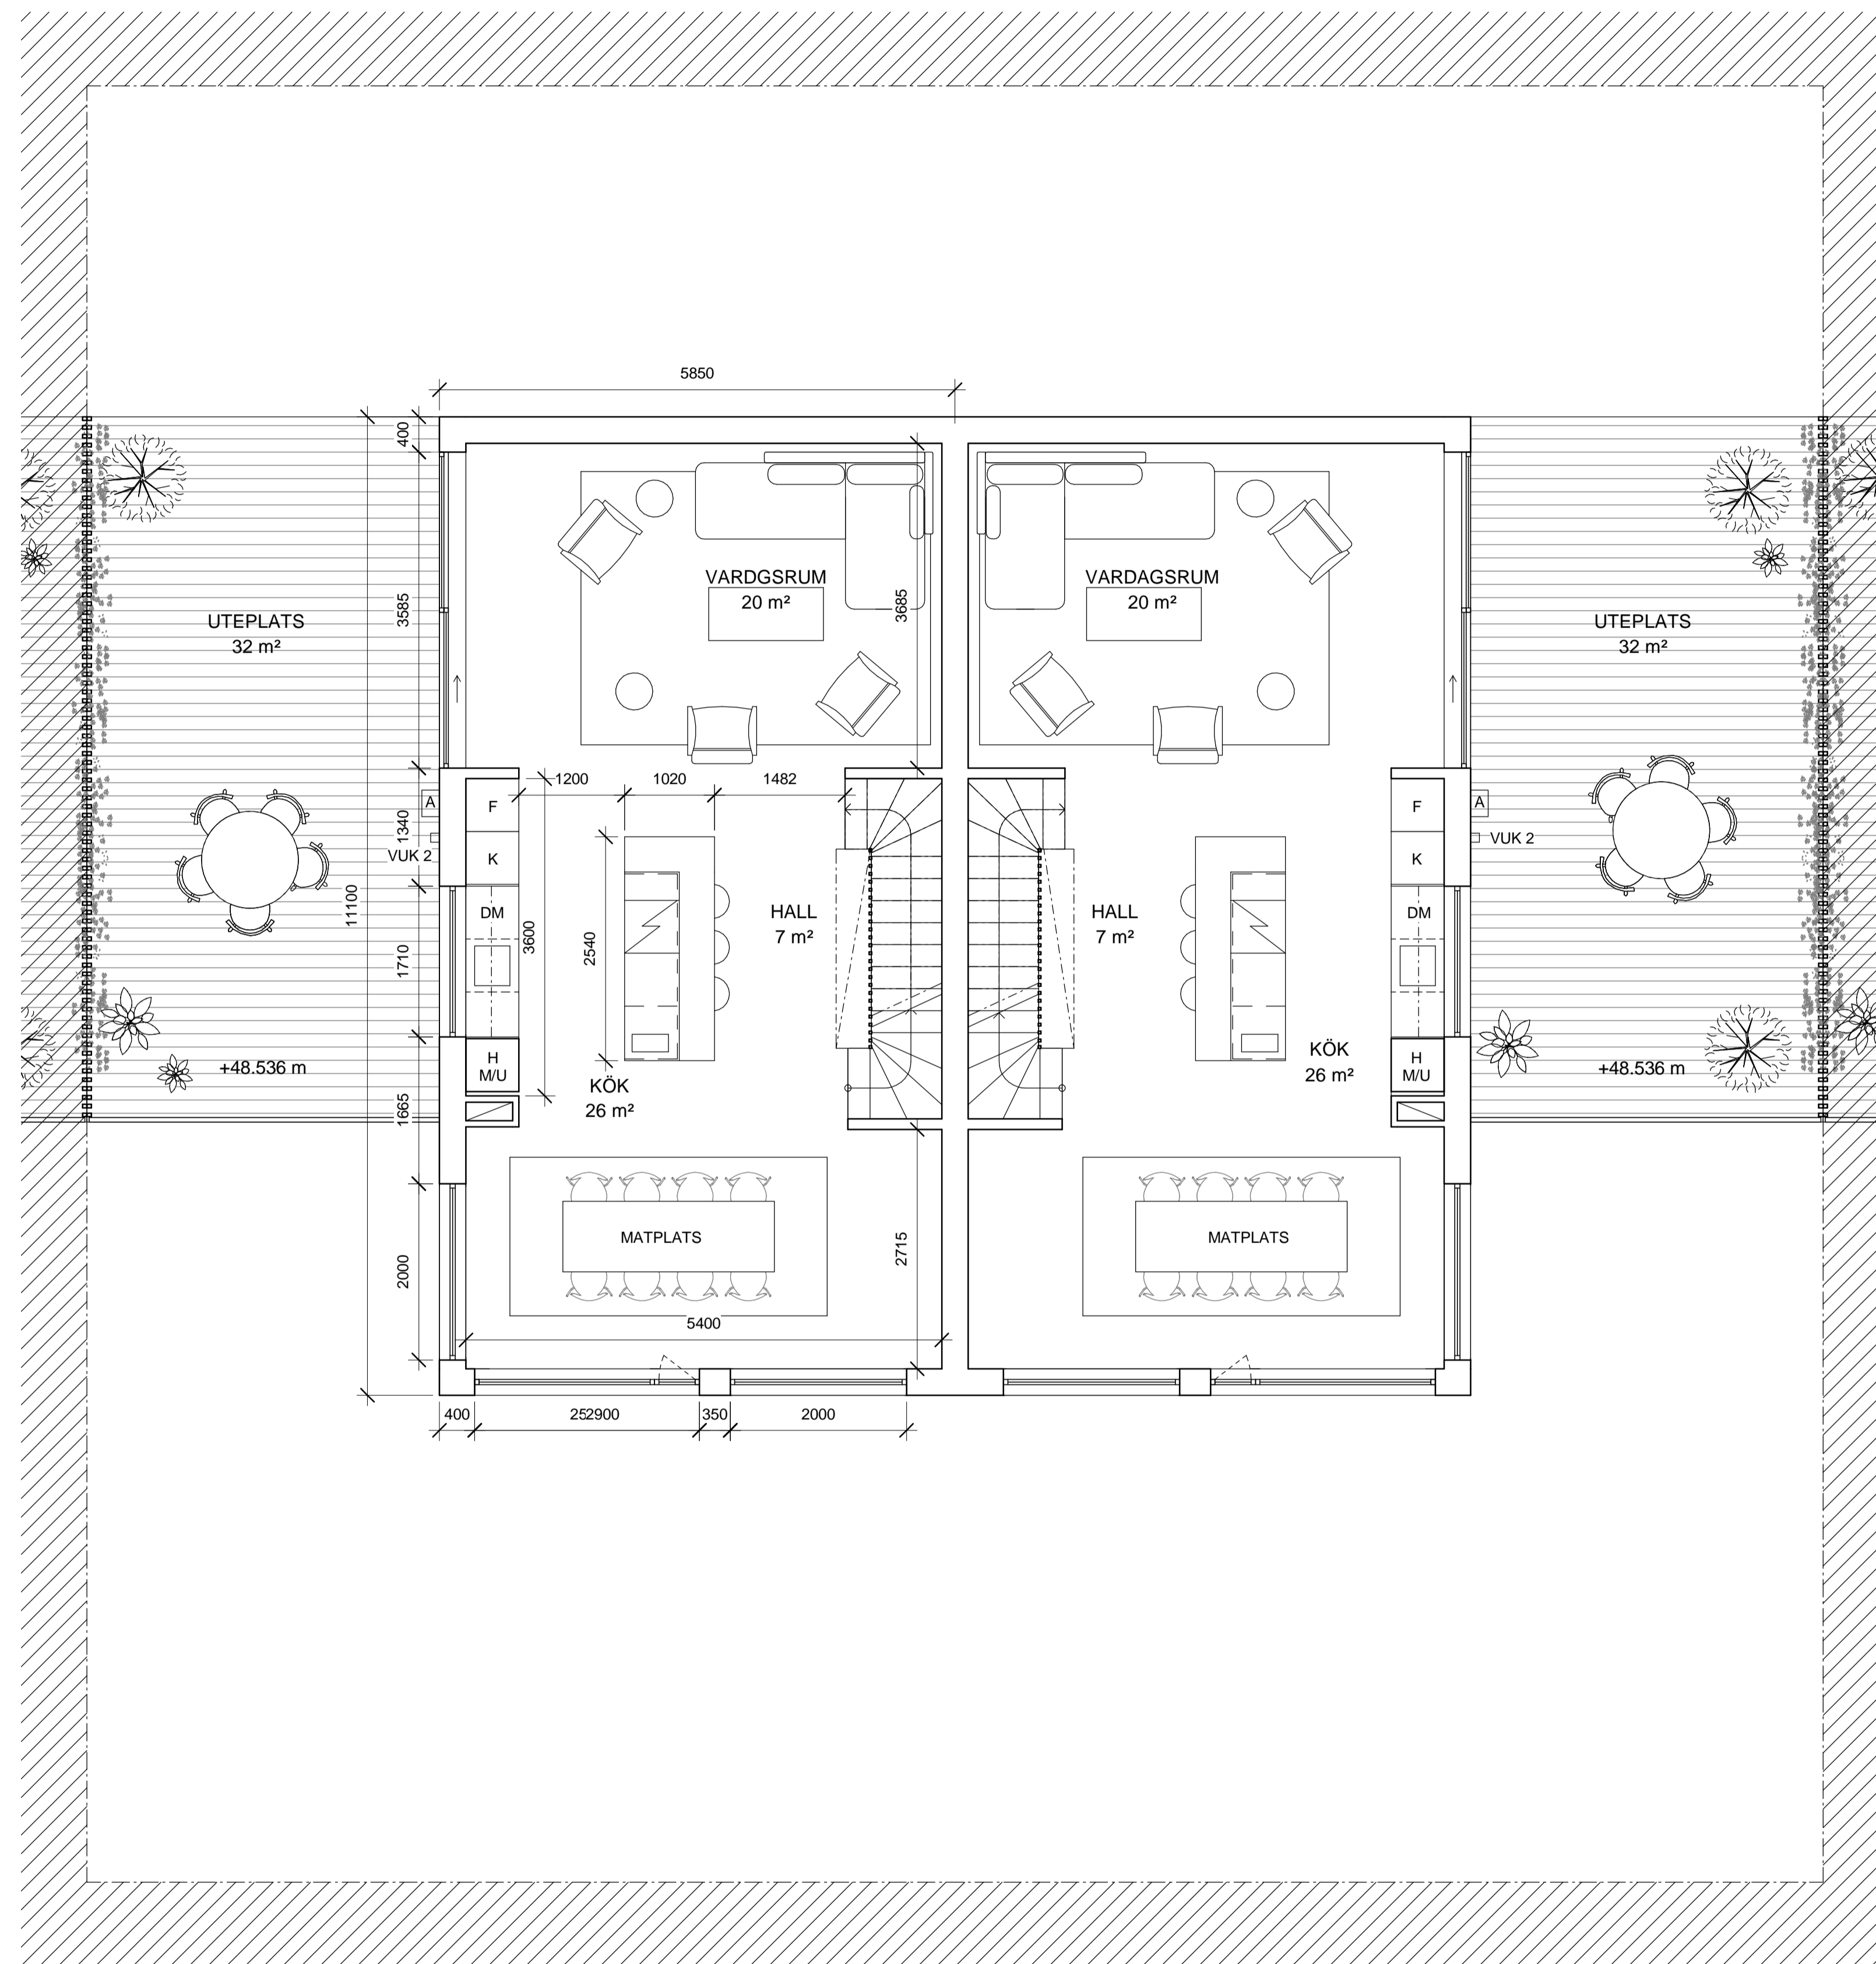 5850
400
VARDGSRUM
20 m²
VARDAGSRUM
20 m²
3585
3685
UTEPLATS
32 m²
UTEPLATS
32 m²
1200
1020
1482
A
F
F
A
1340
VUK 2
K
K
VUK 2
11100
DM
HALL
7 m²
HALL
7 m²
DM
1710
3600
2540
+48.536 m
H
M/U
KÖK
26 m²
KÖK
26 m²
H
M/U
+48.536 m
1665
MATPLATS
MATPLATS
2000
2715
5400
400
252900
350
2000